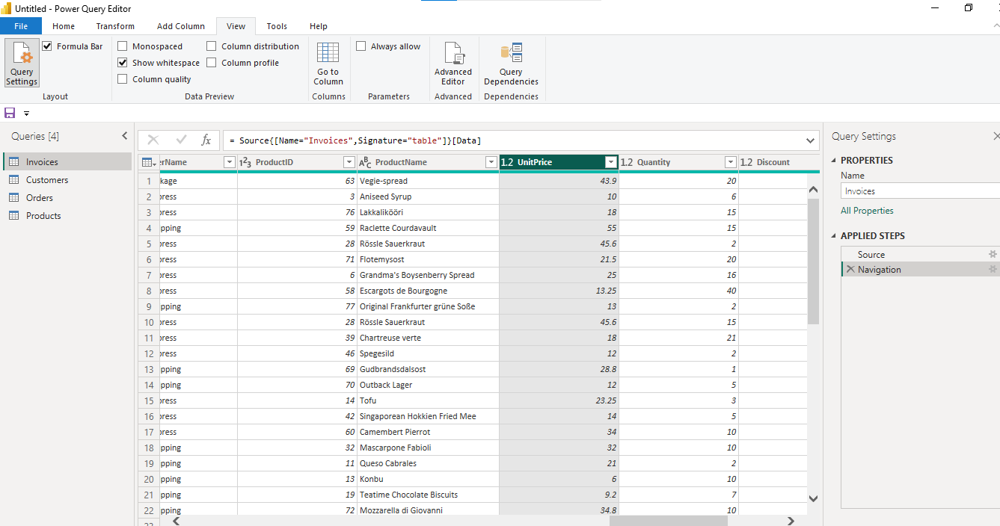 Untitled - Power Query Editor
File Home Transform Add Column View Tools Help
Query Settings
Formula Bar
Layout
Monospaced
Show whitespace
Column quality
Column distribution
Column profile
Data Preview
Go to Column
Columns
Always allow
Parameters
Advanced Editor
Advanced
Query Dependencies
Dependencies
Queries [4]
Invoices
Customers
Orders
Products
fx = Source{[Name="Invoices",Signature="table"]}[Data]
erName 123 ProductID ABC ProductName 1.2 UnitPrice 1.2 Quantity 1.2 Discount
1 kage 63 Vegie-spread 43.9 20
2 press 3 Aniseed Syrup 10 6
3 press 76 Lakkalikööri 18 15
4 pping 59 Raclette Courdavault 55 15
5 press 28 Rössle Sauerkraut 45.6 2
6 press 71 Flotemysost 21.5 20
7 press 6 Grandma's Boysenberry Spread 25 16
8 press 58 Escargots de Bourgogne 13.25 40
9 pping 77 Original Frankfurter grüne Soße 13 2
10 press 28 Rössle Sauerkraut 45.6 15
11 press 39 Chartreuse verte 18 21
12 press 46 Spegesild 12 2
13 pping 69 Gudbrandsdalsost 28.8 1
14 pping 70 Outback Lager 12 5
15 press 14 Tofu 23.25 3
16 press 42 Singaporean Hokkien Fried Mee 14 5
17 press 60 Camembert Pierrot 34 10
18 pping 32 Mascarpone Fabioli 32 10
19 pping 11 Queso Cabrales 21 2
20 pping 13 Konbu 6 10
21 pping 19 Teatime Chocolate Biscuits 9.2 7
22 pping 72 Mozzarella di Giovanni 34.8 10
23
Query Settings
PROPERTIES
Name
Invoices
All Properties
APPLIED STEPS
Source
Navigation